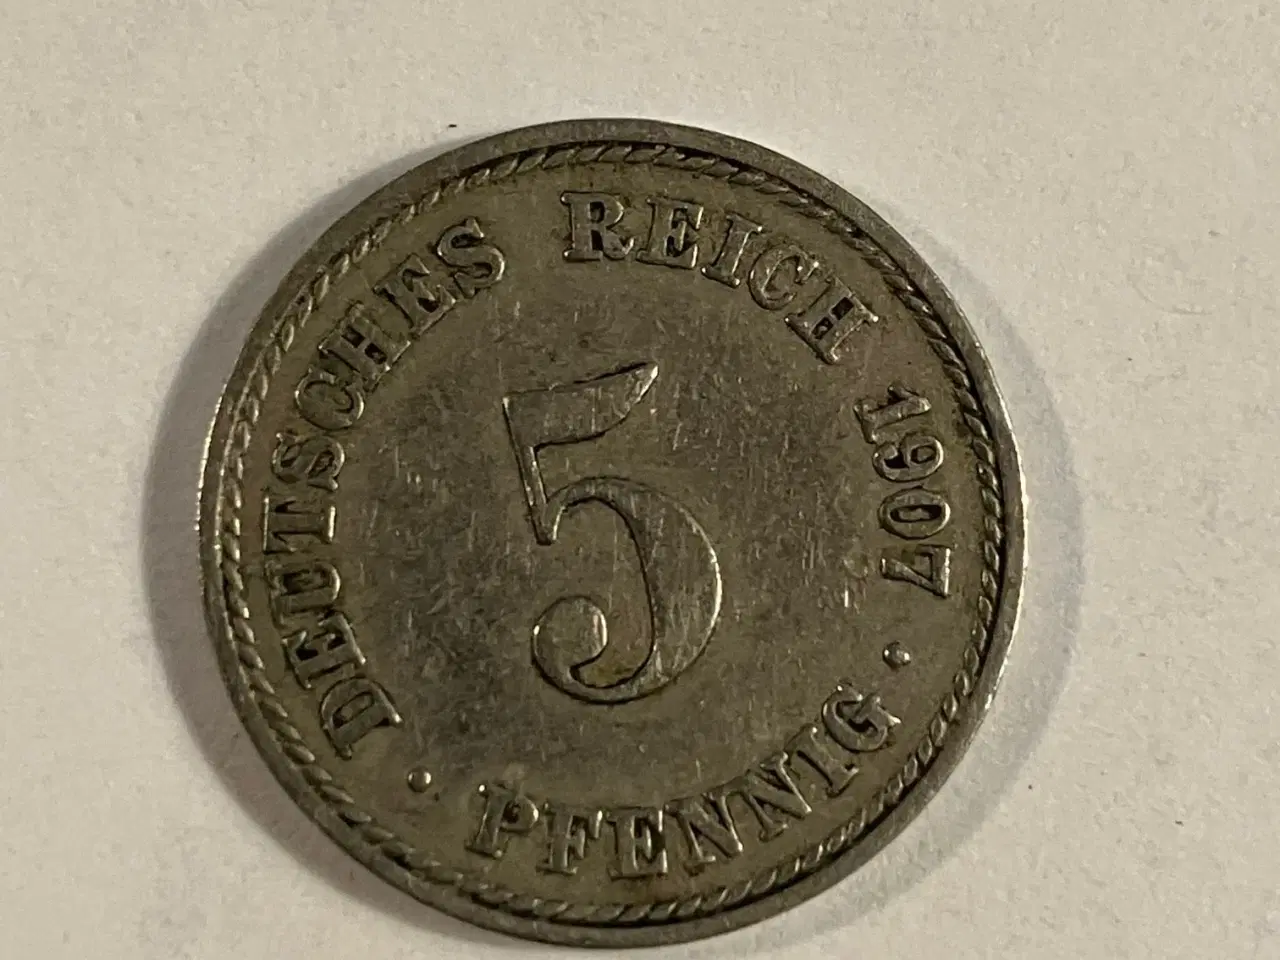 DEUTSCHES REICH 1907
5
· PFENNIG ·